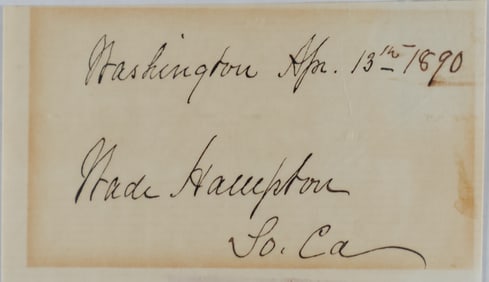 Washington Apr. 13th 1890
Wade Hampton
So. Ca